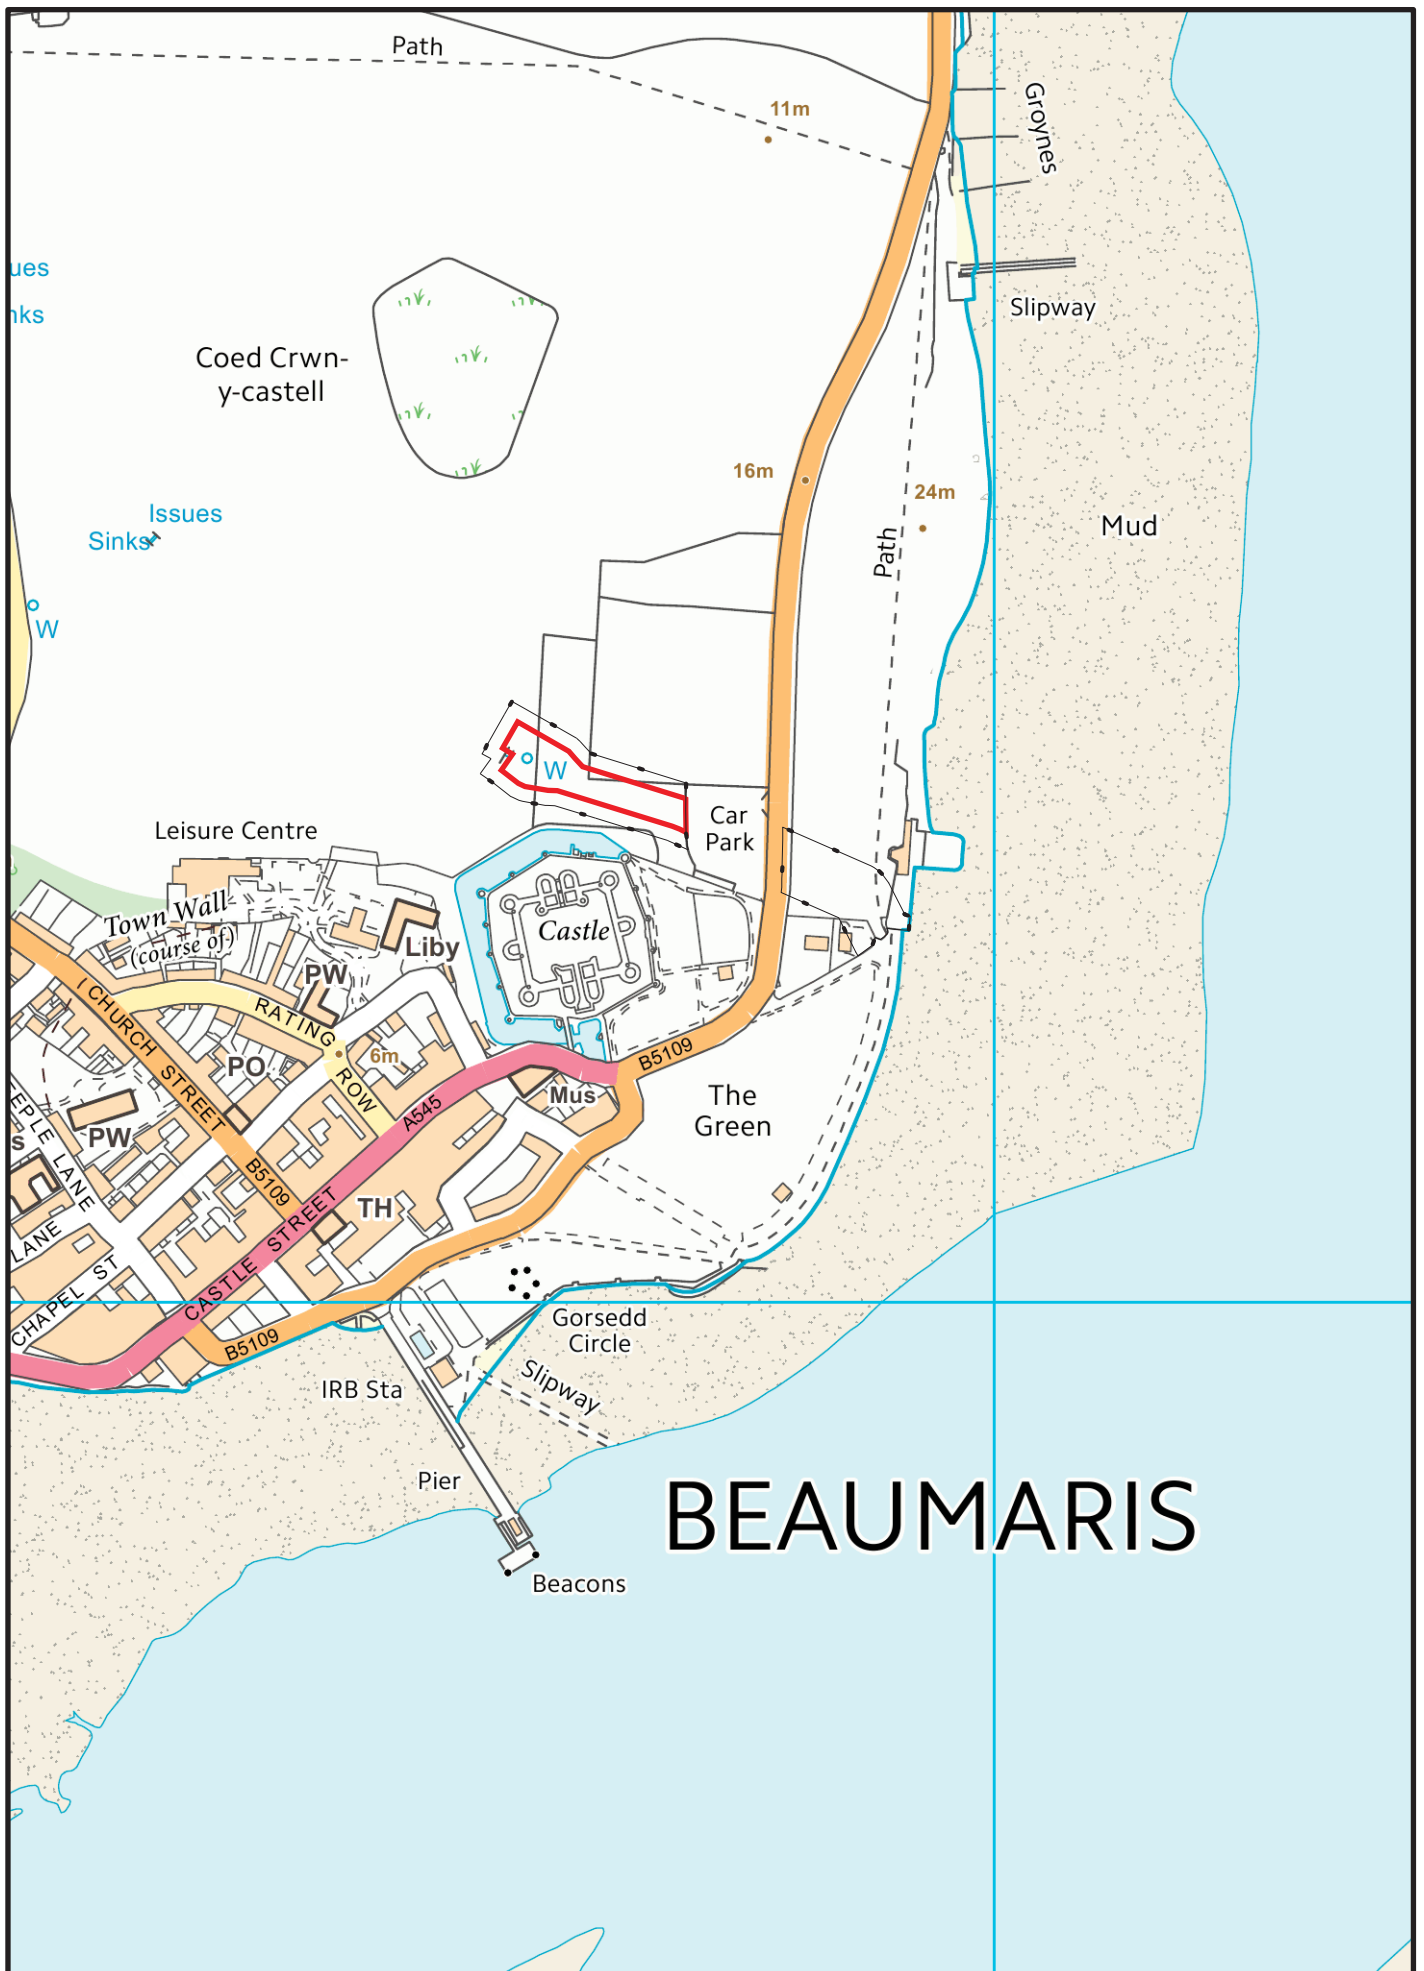 Path
11m
Groynes
ues
nks
Slipway
Coed Crwn-
y-castell
16m
24m
Issues
Sinks
Mud
Path
W
W
Car
Park
Leisure Centre
Town Wall
(course of)
Castle
Liby
PW
RATING
ROW
CHURCH STREET
6m
PO
B5109
A545
Mus
The
Green
EPLE LANE
PW
s
B5109
TH
CASTLE STREET
LANE
CHAPEL ST
B5109
Gorsedd
Circle
IRB Sta
Slipway
Pier
BEAUMARIS
Beacons